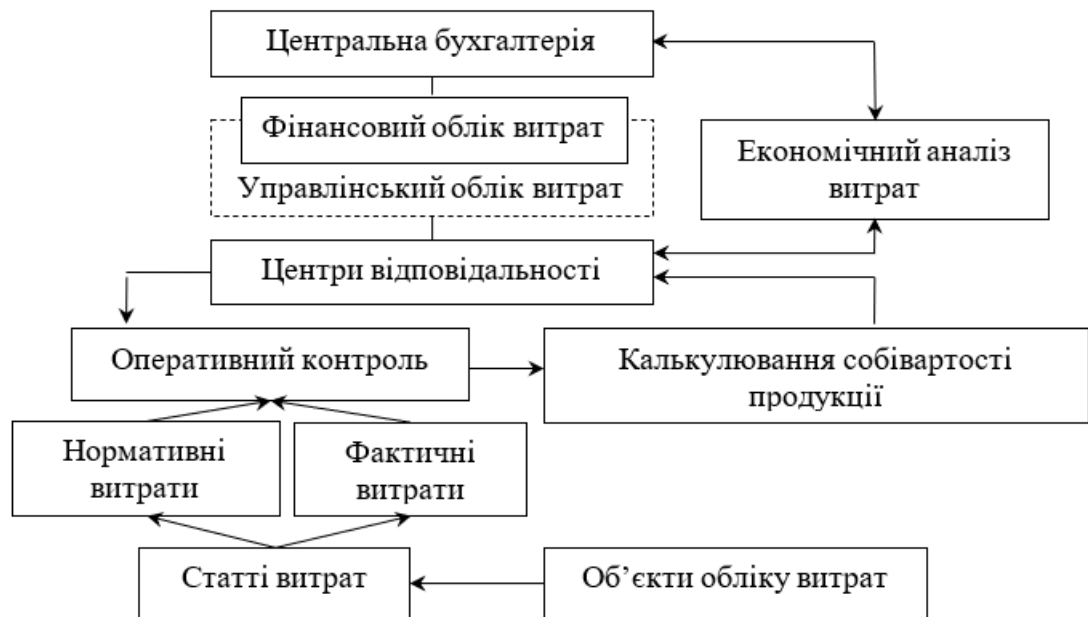 Центральна бухгалтерія
Фінансовий облік витрат
Управлінський облік витрат
Економічний аналіз
витрат
Центри відповідальності
Оперативний контроль
Калькулювання собівартості
продукції
Нормативні
витрати
Фактичні
витрати
Статті витрат
Об’єкти обліку витрат